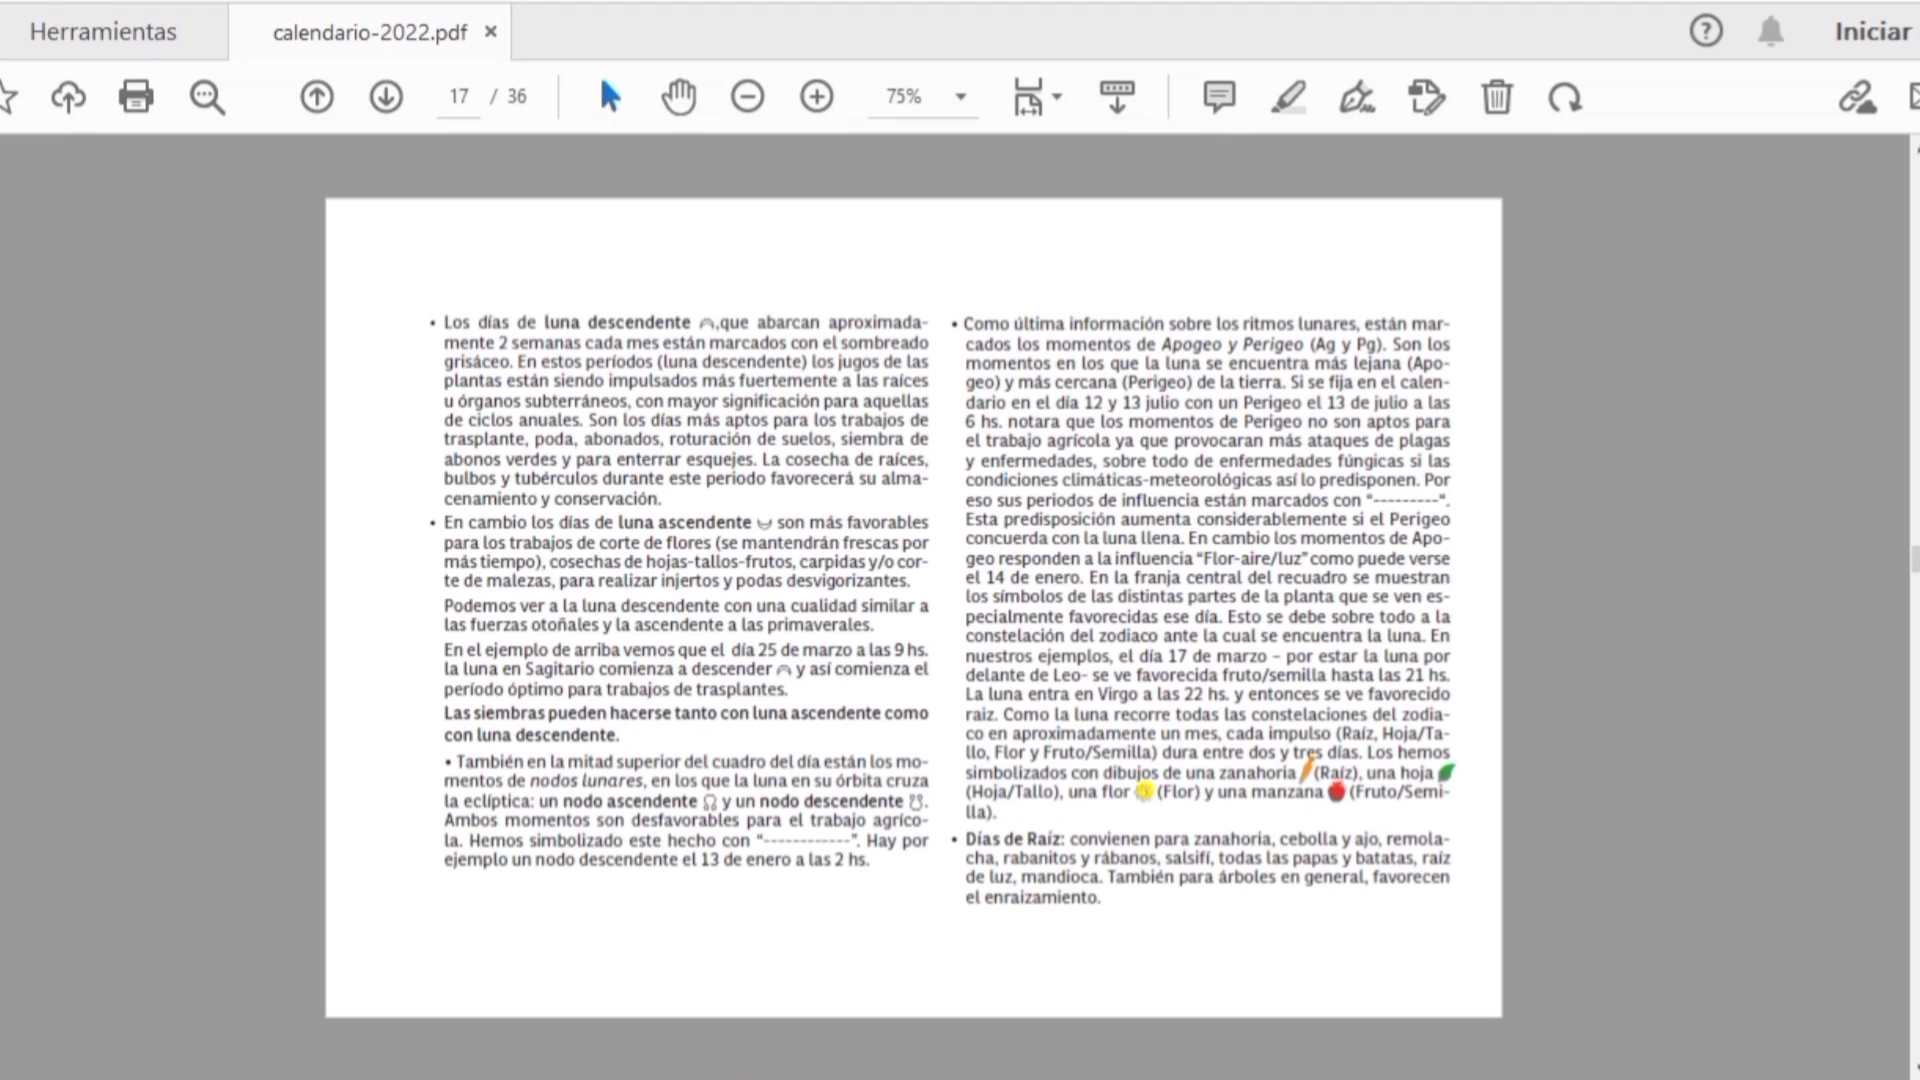 Herramientas
calendario-2022.pdf
Iniciar
17 / 36
75%
• Los días de luna descendente ,que abarcan aproximada-
mente 2 semanas cada mes están marcados con el sombreado
grisáceo. En estos períodos (luna descendente) los jugos de las
plantas están siendo impulsados más fuertemente a las raíces
u órganos subterráneos, con mayor significación para aquellas
de ciclos anuales. Son los días más aptos para los trabajos de
trasplante, poda, abonados, roturación de suelos, siembra de
abonos verdes y para enterrar esquejes. La cosecha de raíces,
bulbos y tubérculos durante este periodo favorecerá su alma-
cenamiento y conservación.
• En cambio los días de luna ascendente son más favorables
para los trabajos de corte de flores (se mantendrán frescas por
más tiempo), cosechas de hojas-tallos-frutos, carpidas y/o cor-
te de malezas, para realizar injertos y podas desvigorizantes.
Podemos ver a la luna descendente con una cualidad similar a
las fuerzas otoñales y la ascendente a las primaverales.
En el ejemplo de arriba vemos que el día 25 de marzo a las 9 hs.
la luna en Sagitario comienza a descender y así comienza el
período óptimo para trabajos de trasplantes.
Las siembras pueden hacerse tanto con luna ascendente como
con luna descendente.
• También en la mitad superior del cuadro del día están los mo-
mentos de nodos lunares, en los que la luna en su órbita cruza
la eclíptica: un nodo ascendente ☊ y un nodo descendente ☋.
Ambos momentos son desfavorables para el trabajo agríco-
la. Hemos simbolizado este hecho con “------------”. Hay por
ejemplo un nodo descendente el 13 de enero a las 2 hs.
• Como última información sobre los ritmos lunares, están mar-
cados los momentos de Apogeo y Perigeo (Ag y Pg). Son los
momentos en los que la luna se encuentra más lejana (Apo-
geo) y más cercana (Perigeo) de la tierra. Si se fija en el calen-
dario en el día 12 y 13 julio con un Perigeo el 13 de julio a las
6 hs. notara que los momentos de Perigeo no son aptos para
el trabajo agrícola ya que provocaran más ataques de plagas
y enfermedades, sobre todo de enfermedades fúngicas si las
condiciones climáticas-meteorológicas así lo predisponen. Por
eso sus periodos de influencia están marcados con “---------“.
Esta predisposición aumenta considerablemente si el Perigeo
concuerda con la luna llena. En cambio los momentos de Apo-
geo responden a la influencia “Flor-aire/luz” como puede verse
el 14 de enero. En la franja central del recuadro se muestran
los símbolos de las distintas partes de la planta que se ven es-
pecialmente favorecidas ese día. Esto se debe sobre todo a la
constelación del zodiaco ante la cual se encuentra la luna. En
nuestros ejemplos, el día 17 de marzo – por estar la luna por
delante de Leo- se ve favorecida fruto/semilla hasta las 21 hs.
La luna entra en Virgo a las 22 hs. y entonces se ve favorecido
raiz. Como la luna recorre todas las constelaciones del zodia-
co en aproximadamente un mes, cada impulso (Raíz, Hoja/Ta-
llo, Flor y Fruto/Semilla) dura entre dos y tres días. Los hemos
simbolizados con dibujos de una zanahoria (Raíz), una hoja
(Hoja/Tallo), una flor (Flor) y una manzana (Fruto/Semi-
lla).
• Días de Raíz: convienen para zanahoria, cebolla y ajo, remola-
cha, rabanitos y rábanos, salsifí, todas las papas y batatas, raíz
de luz, mandioca. También para árboles en general, favorecen
el enraizamiento.